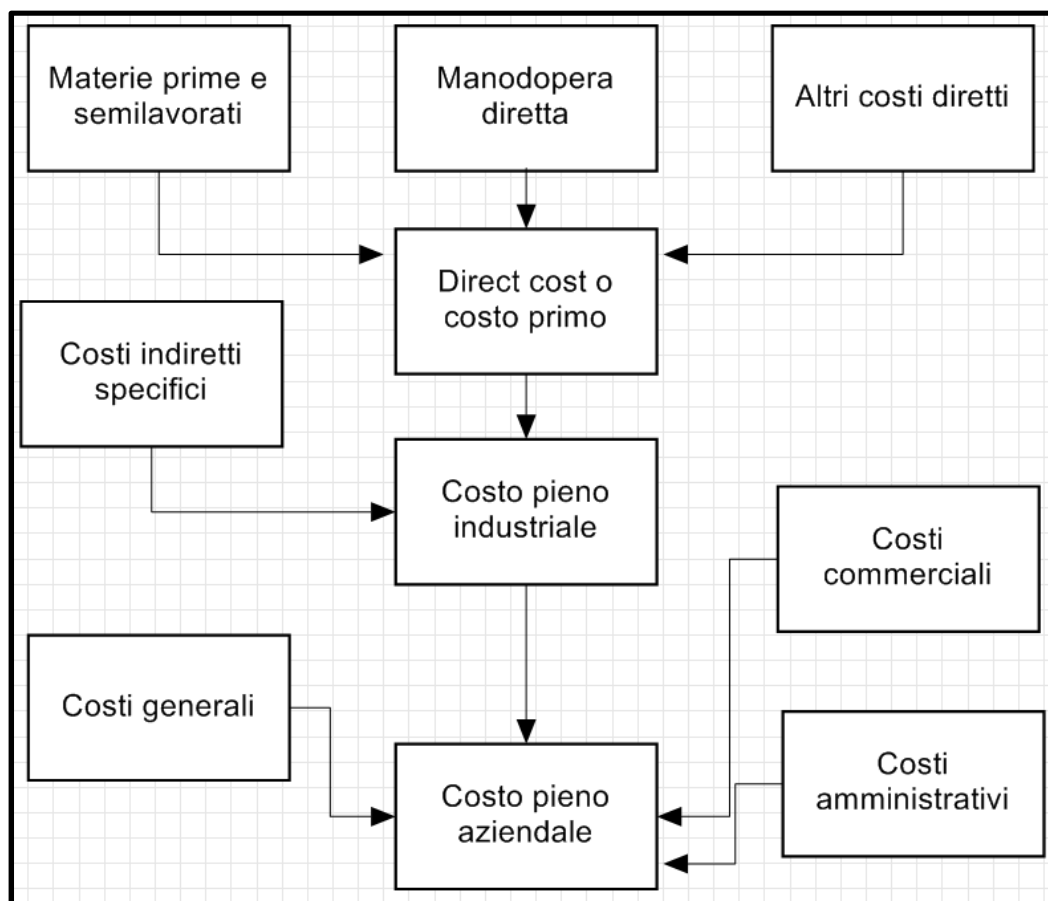 Materie prime e
semilavorati
Manodopera
diretta
Altri costi diretti
Direct cost o
costo primo
Costi indiretti
specifici
Costo pieno
industriale
Costi
commerciali
Costi generali
Costi
amministrativi
Costo pieno
aziendale